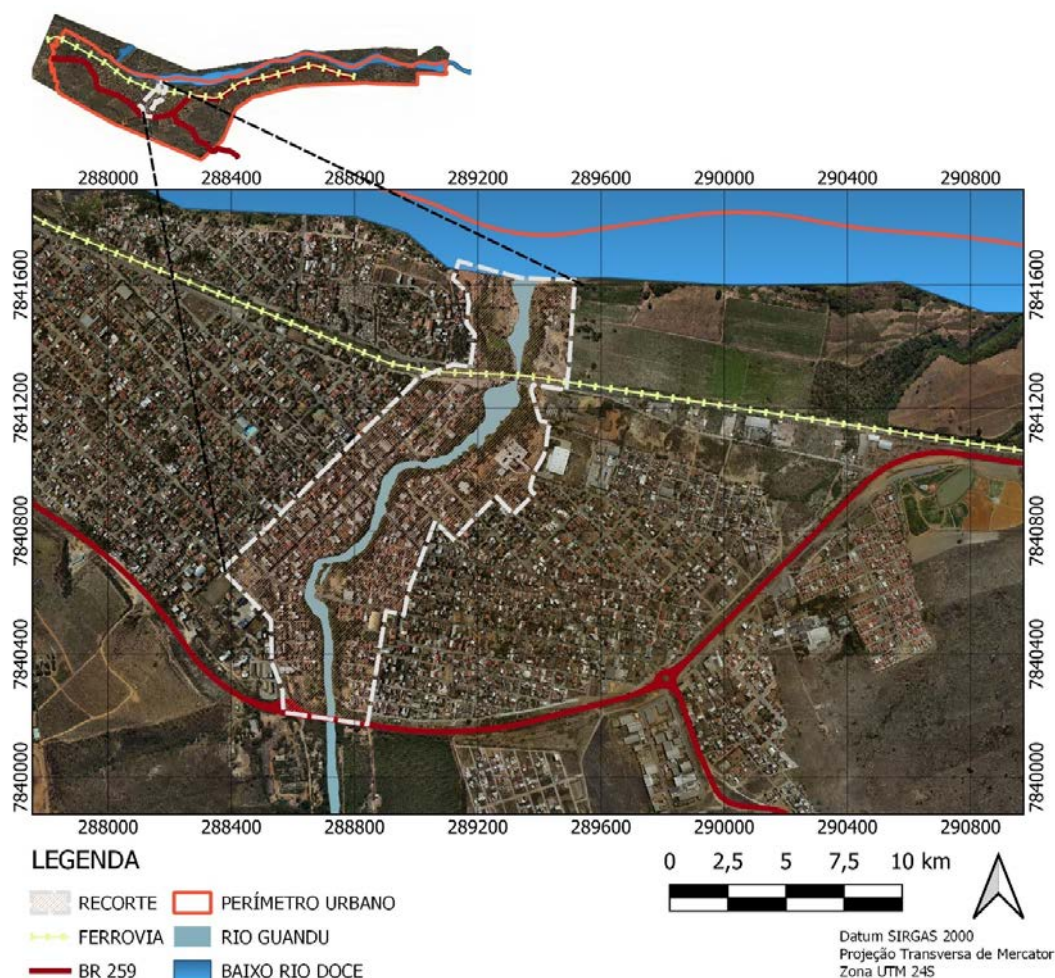 288000 288400 288800 289200 289600 290000 290400 290800
7841600
7841200
7840800
7840400
7840000
7841600
7841200
7840800
7840400
7840000
288000 288400 288800 289200 289600 290000 290400 290800
LEGENDA
RECORTE PERÍMETRO URBANO
FERROVIA RIO GUANDU
BR 259 BAIXO RIO DOCE
0 2,5 5 7,5 10 km
Datum SIRGAS 2000
Projeção Transversa de Mercator
Zona UTM 24S